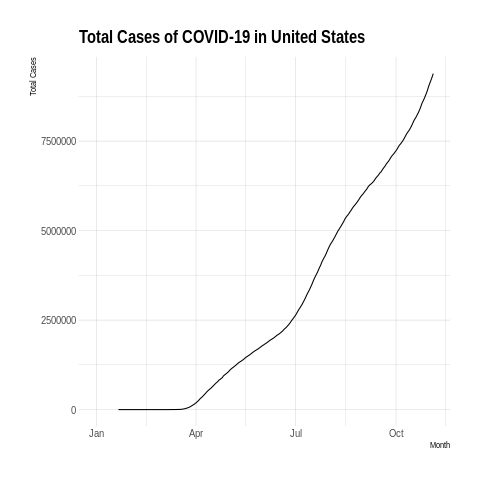 Total Cases of COVID-19 in United States
Total Cases
7500000
5000000
2500000
0
Jan Apr Jul Oct
Month